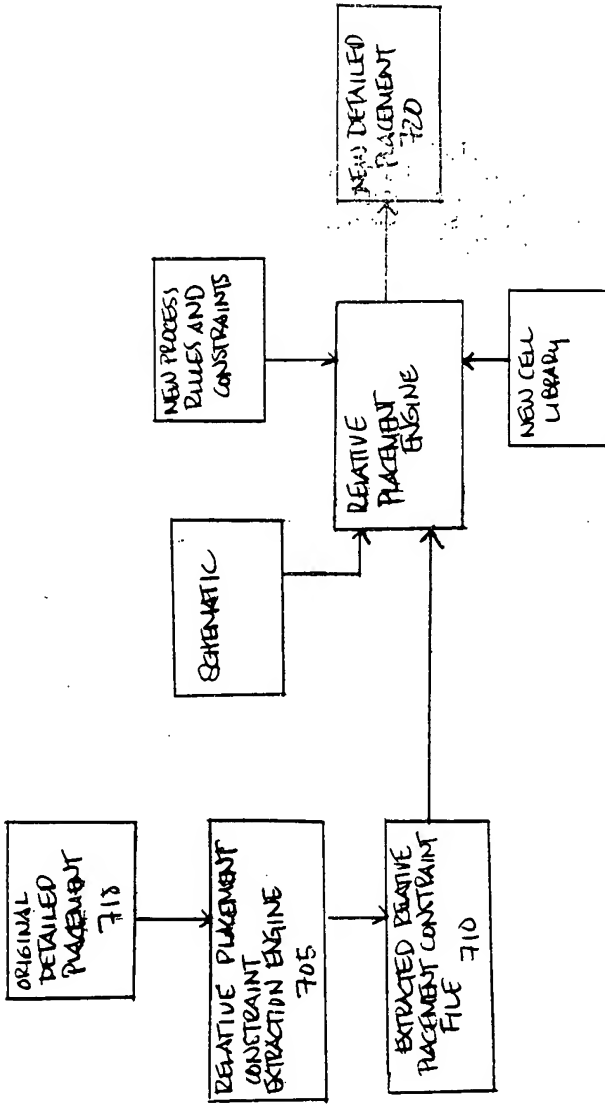 ORIGINAL
DETAILED
PLACEMENT
718
RELATIVE PLACEMENT
CONSTRAINT
EXTRACTION ENGINE
705
EXTRACTED RELATIVE
PLACEMENT CONSTRAINT
FILE 710
SCHEMATIC
NEW PROCESS
RULES AND
CONSTRAINTS
RELATIVE
PLACEMENT
ENGINE
NEW CELL
LIBRARY
NEW DETAILED
PLACEMENT
720